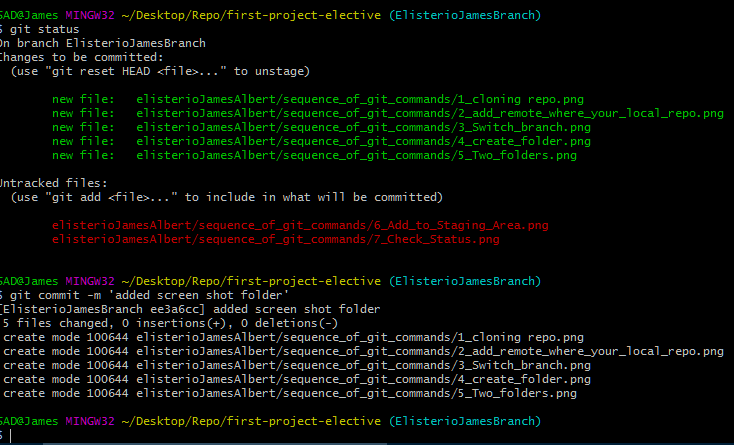 SAD@James MINGW32 ~/Desktop/Repo/first-project-elective (ElisterioJamesBranch)
$ git status
On branch ElisterioJamesBranch
Changes to be committed:
  (use "git reset HEAD <file>..." to unstage)

        new file:   elisterioJamesAlbert/sequence_of_git_commands/1_cloning repo.png
        new file:   elisterioJamesAlbert/sequence_of_git_commands/2_add_remote_where_your_local_repo.png
        new file:   elisterioJamesAlbert/sequence_of_git_commands/3_Switch_branch.png
        new file:   elisterioJamesAlbert/sequence_of_git_commands/4_create_folder.png
        new file:   elisterioJamesAlbert/sequence_of_git_commands/5_Two_folders.png

Untracked files:
  (use "git add <file>..." to include in what will be committed)

        elisterioJamesAlbert/sequence_of_git_commands/6_Add_to_Staging_Area.png
        elisterioJamesAlbert/sequence_of_git_commands/7_Check_Status.png

SAD@James MINGW32 ~/Desktop/Repo/first-project-elective (ElisterioJamesBranch)
$ git commit -m 'added screen shot folder'
[ElisterioJamesBranch ee3a6cc] added screen shot folder
 5 files changed, 0 insertions(+), 0 deletions(-)
 create mode 100644 elisterioJamesAlbert/sequence_of_git_commands/1_cloning repo.png
 create mode 100644 elisterioJamesAlbert/sequence_of_git_commands/2_add_remote_where_your_local_repo.png
 create mode 100644 elisterioJamesAlbert/sequence_of_git_commands/3_Switch_branch.png
 create mode 100644 elisterioJamesAlbert/sequence_of_git_commands/4_create_folder.png
 create mode 100644 elisterioJamesAlbert/sequence_of_git_commands/5_Two_folders.png

SAD@James MINGW32 ~/Desktop/Repo/first-project-elective (ElisterioJamesBranch)
$